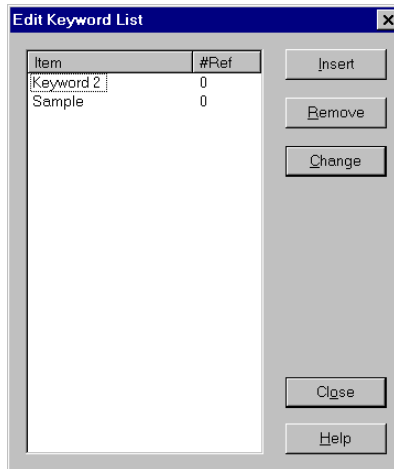 Edit Keyword List
Item #Ref
Keyword 2 0
Sample 0
Insert
Remove
Change
Close
Help